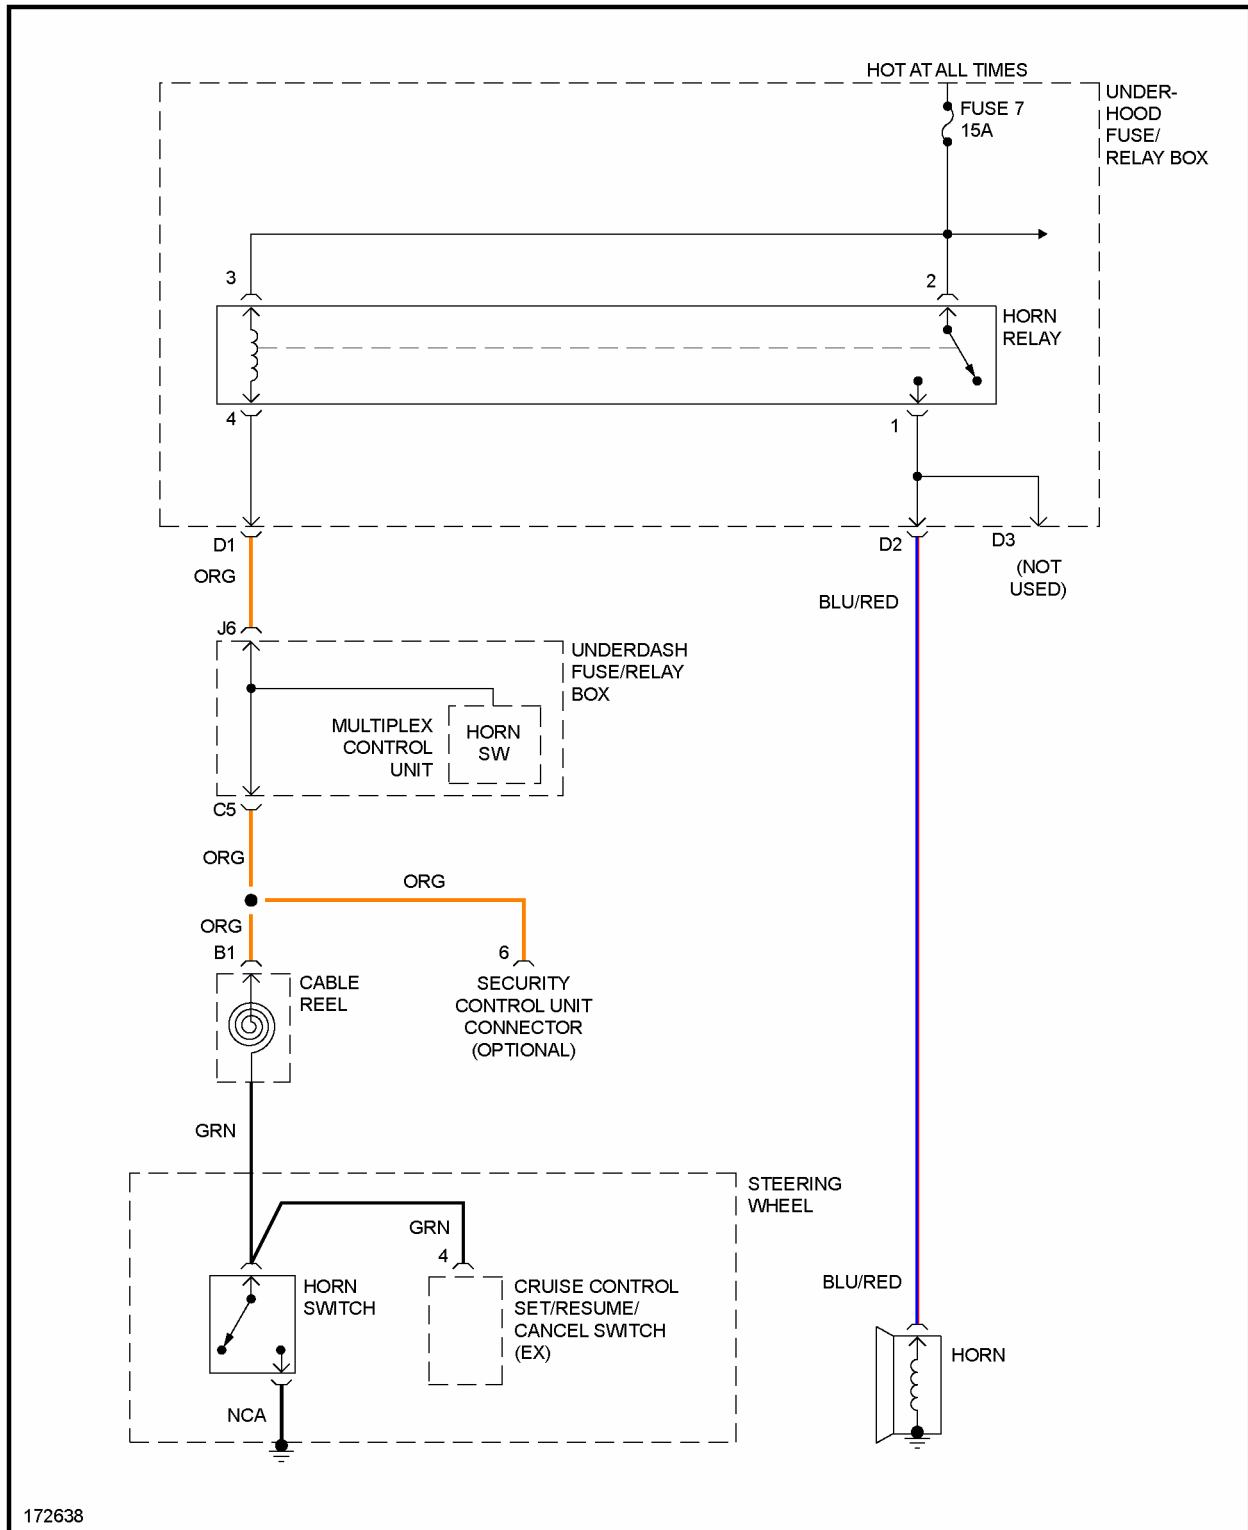 HOT AT ALL TIMES
UNDER-
HOOD
FUSE/
RELAY BOX
FUSE 7
15A
3
2
HORN
RELAY
4
1
D1
D2
D3
(NOT
USED)
ORG
BLU/RED
J6
UNDERDASH
FUSE/RELAY
BOX
MULTIPLEX
CONTROL
UNIT
HORN
SW
C5
ORG
ORG
ORG
B1
6
CABLE
REEL
SECURITY
CONTROL UNIT
CONNECTOR
(OPTIONAL)
GRN
STEERING
WHEEL
GRN
4
HORN
SWITCH
CRUISE CONTROL
SET/RESUME/
CANCEL SWITCH
(EX)
BLU/RED
HORN
NCA
172638